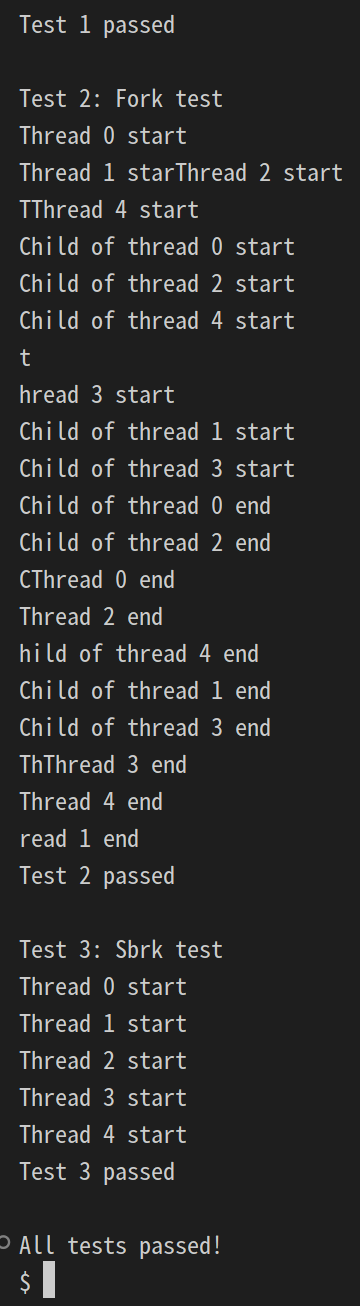 Test 1 passed

Test 2: Fork test
Thread 0 start
Thread 1 starThread 2 start
TThread 4 start
Child of thread 0 start
Child of thread 2 start
Child of thread 4 start
t
hread 3 start
Child of thread 1 start
Child of thread 3 start
Child of thread 0 end
Child of thread 2 end
CThread 0 end
Thread 2 end
hild of thread 4 end
Child of thread 1 end
Child of thread 3 end
ThThread 3 end
Thread 4 end
read 1 end
Test 2 passed

Test 3: Sbrk test
Thread 0 start
Thread 1 start
Thread 2 start
Thread 3 start
Thread 4 start
Test 3 passed

All tests passed!
$